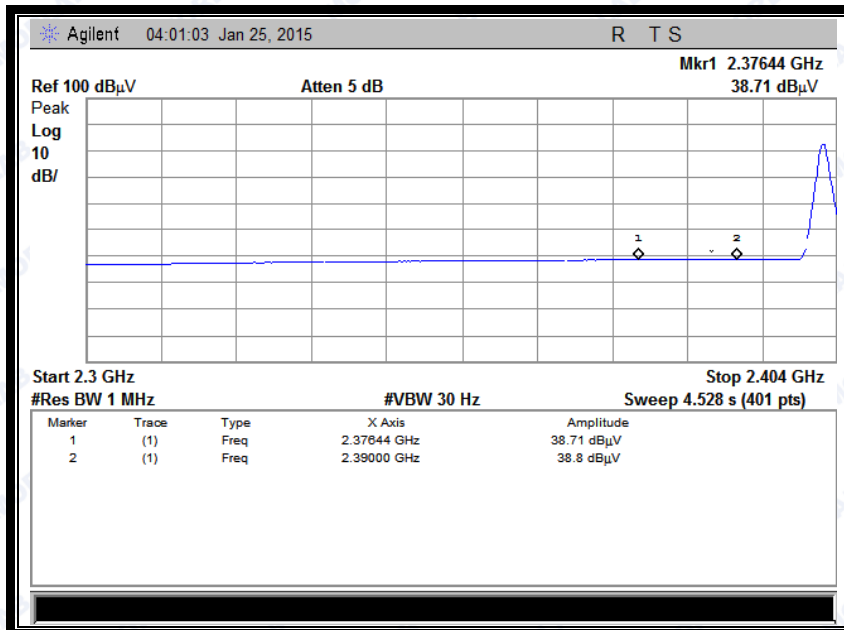 Agilent 04:01:03 Jan 25, 2015 R T S
Mkr1 2.37644 GHz
Ref 100 dBµV Atten 5 dB 38.71 dBµV
Peak
Log
10
dB/
1 2
Start 2.3 GHz Stop 2.404 GHz
#Res BW 1 MHz #VBW 30 Hz Sweep 4.528 s (401 pts)
Marker Trace Type X Axis Amplitude
1 (1) Freq 2.37644 GHz 38.71 dBµV
2 (1) Freq 2.39000 GHz 38.8 dBµV